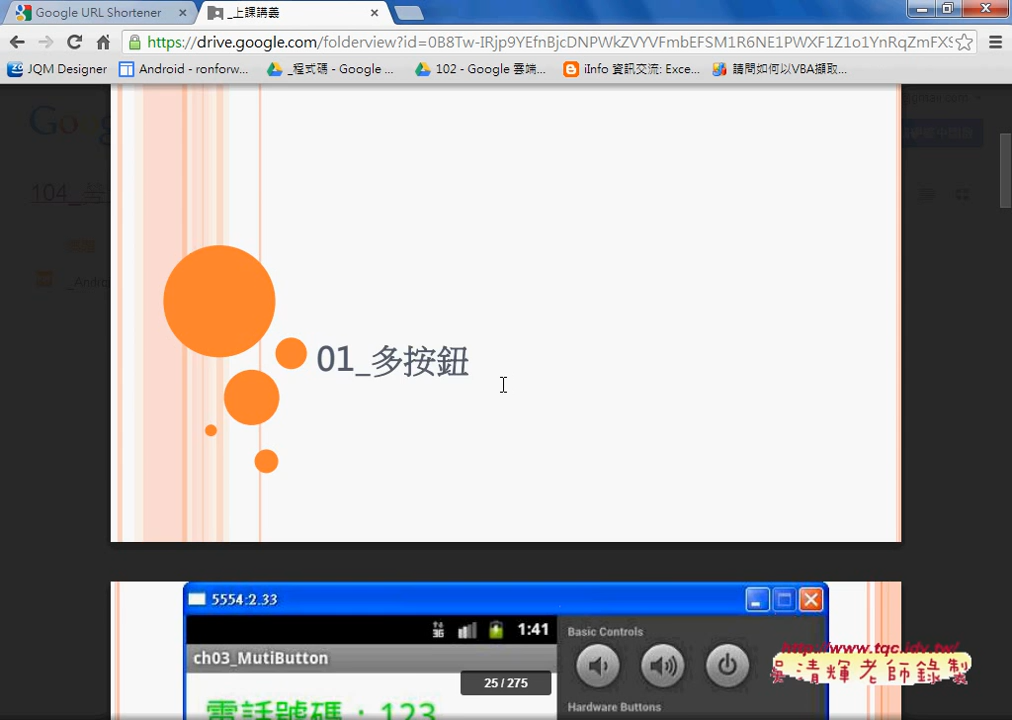 Google URL Shortener
_上課講義
https://drive.google.com/folderview?id=0B8Tw-IRjp9YEfnBjcDNPWkZVYVFmbEFSM1R6NE1PWXF1Z1o1YnRqZmFXS
JQM Designer
Android - ronforw...
_程式碼 - Google ...
102 - Google 雲端...
iInfo 資訊交流: Exce...
請問如何以VBA擷取...
01_多按鈕
5554:2.33
3G
1:41
Basic Controls
ch03_MutiButton
25 / 275
電話號碼：123
Hardware Buttons
http://www.tqc.idv.tw/
吳清輝老師錄製